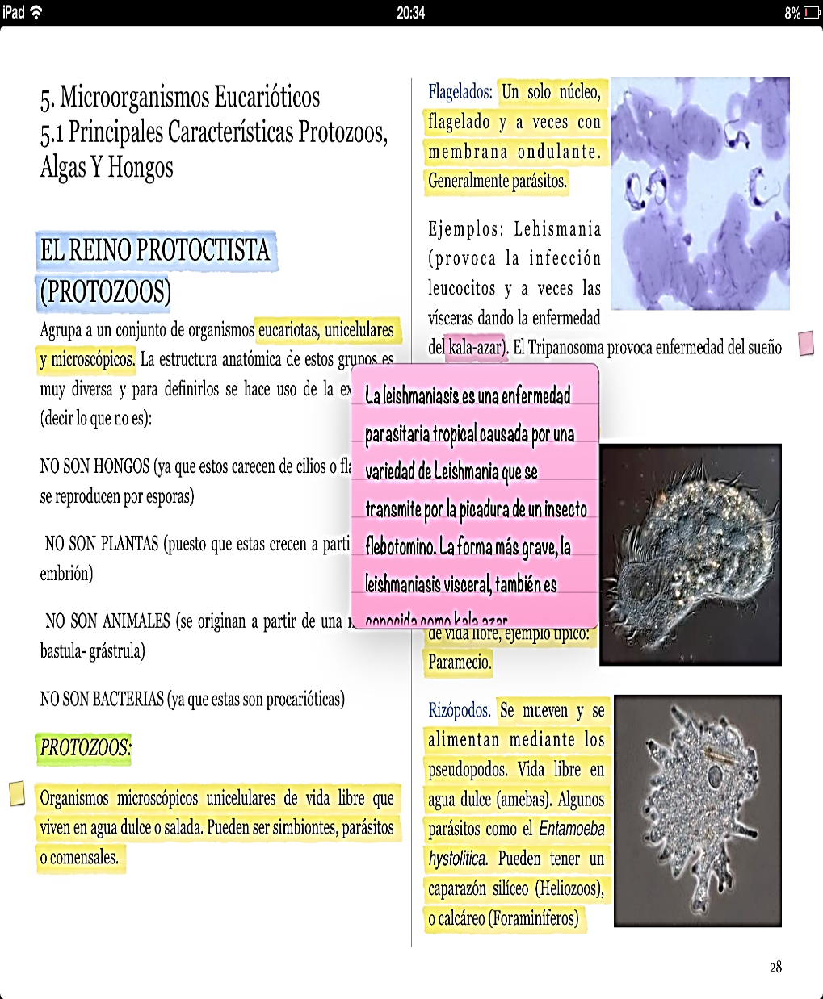 iPad
20:34
8%
5. Microorganismos Eucarióticos
5.1 Principales Características Protozoos,
Algas Y Hongos
EL REINO PROTOCTISTA
(PROTOZOOS)
Agrupa a un conjunto de organismos eucariotas, unicelulares
y microscópicos. La estructura anatómica de estos grupos es
muy diversa y para definirlos se hace uso de la
(decir lo que no es):
NO SON HONGOS (ya que estos carecen de cilios o
se reproducen por esporas)
NO SON PLANTAS (puesto que estas crecen a
embrión)
NO SON ANIMALES (se originan a partir de una
bastula- grástrula)
NO SON BACTERIAS (ya que estas son procarióticas)
PROTOZOOS:
Organismos microscópicos unicelulares de vida libre que
viven en agua dulce o salada. Pueden ser simbiontes, parásitos
o comensales.
Flagelados: Un solo núcleo,
flagelado y a veces con
membrana ondulante.
Generalmente parásitos.
Ejemplos: Lehismania
(provoca la infección
leucocitos y a veces las
vísceras dando la enfermedad
del kala-azar). El Tripanosoma provoca enfermedad del sueño
La leishmaniasis es una enfermedad
parasitaria tropical causada por una
variedad de Leishmania que se
transmite por la picadura de un insecto
flebotomino. La forma más grave, la
leishmaniasis visceral, también es
conocida como kala azar
de vida libre, ejemplo típico:
Paramecio.
Rizópodos. Se mueven y se
alimentan mediante los
pseudopodos. Vida libre en
agua dulce (amebas). Algunos
parásitos como el Entamoeba
hystolitica. Pueden tener un
caparazón silíceo (Heliozoos),
o calcáreo (Foraminíferos)
28